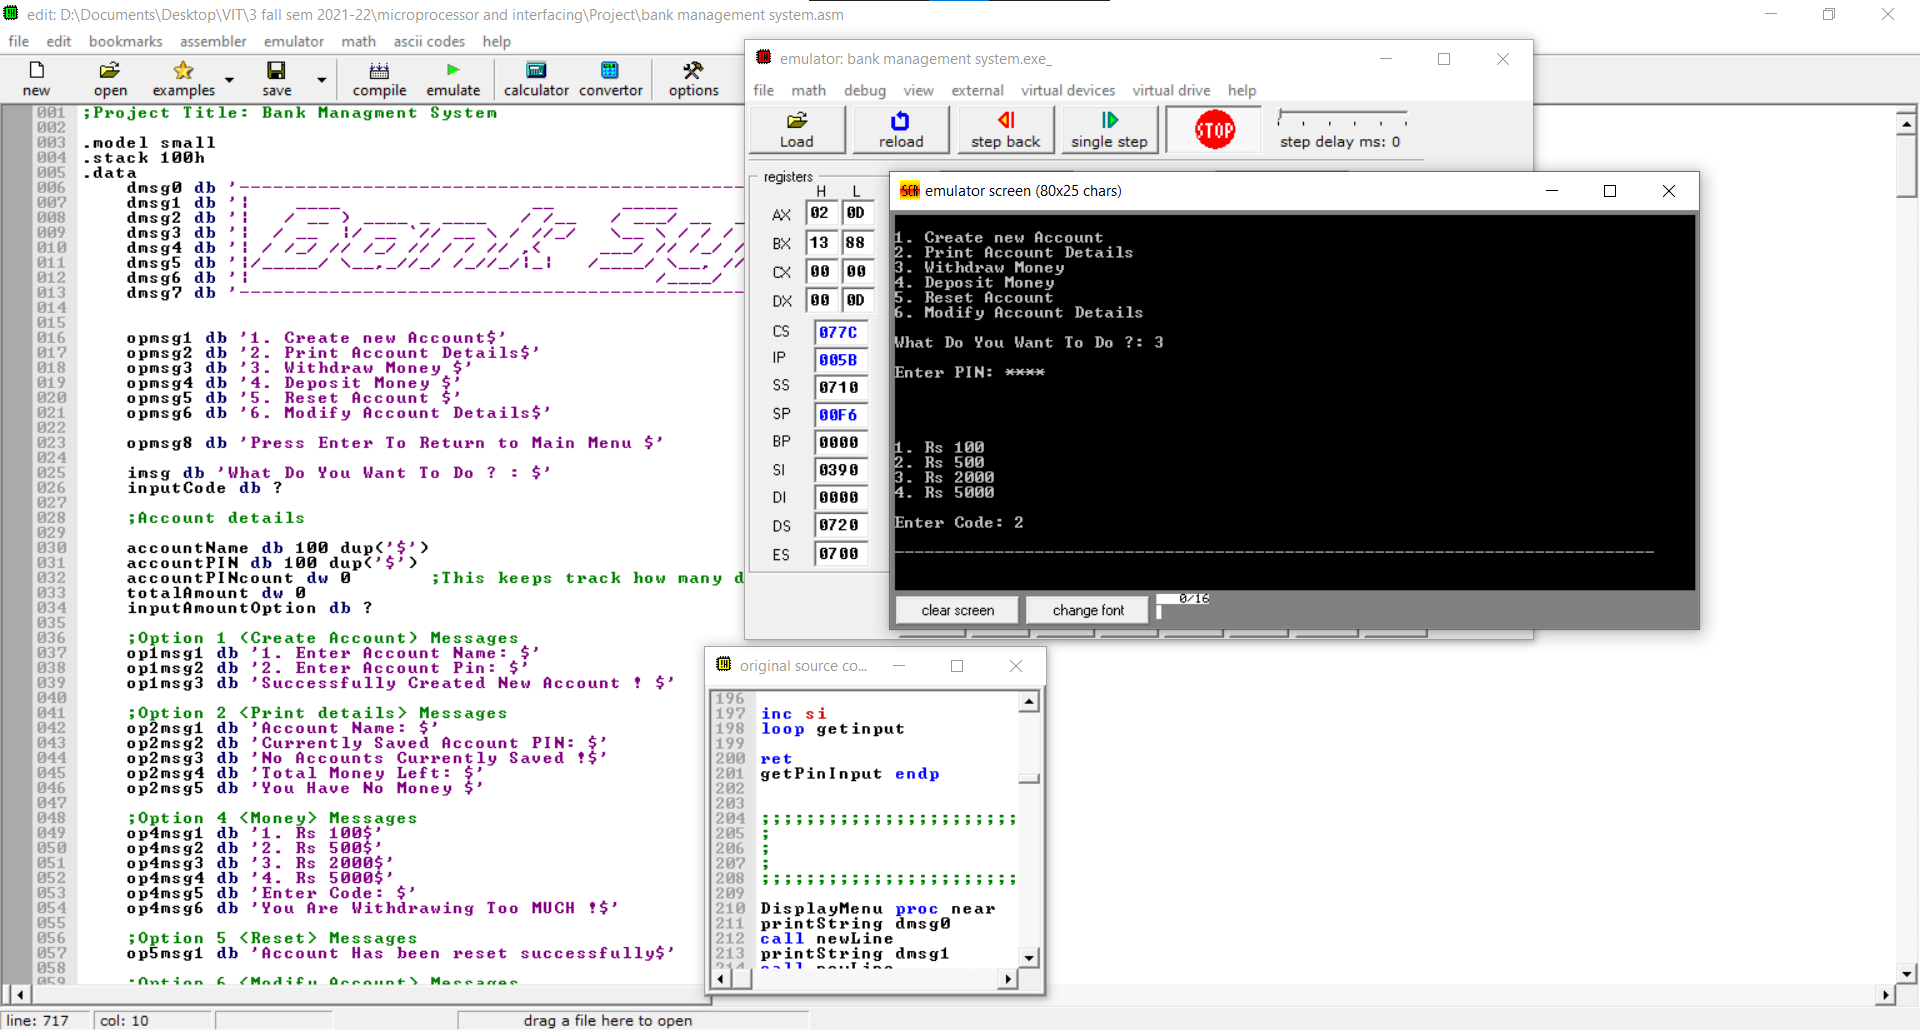 edit: D:\Documents\Desktop\VIT\3 fall sem 2021-22\microprocessor and interfacing\Project\bank management system.asm
file edit bookmarks assembler emulator math ascii codes help
new open examples save compile emulate calculator convertor options
001 ;Project Title: Bank Managment System
002
003 .model small
004 .stack 100h
005 .data
006 dmsg0 db '
007 dmsg1 db '
008 dmsg2 db '
009 dmsg3 db '
010 dmsg4 db '
011 dmsg5 db '
012 dmsg6 db '
013 dmsg7 db '
014
015
016 opmsg1 db '1. Create new Account$'
017 opmsg2 db '2. Print Account Details$'
018 opmsg3 db '3. Withdraw Money $'
019 opmsg4 db '4. Deposit Money $'
020 opmsg5 db '5. Reset Account $'
021 opmsg6 db '6. Modify Account Details$'
022
023 opmsg8 db 'Press Enter To Return to Main Menu $'
024
025 imsg db 'What Do You Want To Do ? : $'
026 inputCode db ?
027
028 ;Account details
029
030 accountName db 100 dup('$')
031 accountPIN db 100 dup('$')
032 accountPINcount dw 0 ;This keeps track how many d
033 totalAmount dw 0
034 inputAmountOption db ?
035
036 ;Option 1 <Create Account> Messages
037 op1msg1 db '1. Enter Account Name: $'
038 op1msg2 db '2. Enter Account Pin: $'
039 op1msg3 db 'Successfully Created New Account ! $'
040
041 ;Option 2 <Print details> Messages
042 op2msg1 db 'Account Name: $'
043 op2msg2 db 'Currently Saved Account PIN: $'
044 op2msg3 db 'No Accounts Currently Saved !$'
045 op2msg4 db 'Total Money Left: $'
046 op2msg5 db 'You Have No Money $'
047
048 ;Option 4 <Money> Messages
049 op4msg1 db '1. Rs 100$'
050 op4msg2 db '2. Rs 500$'
051 op4msg3 db '3. Rs 2000$'
052 op4msg4 db '4. Rs 5000$'
053 op4msg5 db 'Enter Code: $'
054 op4msg6 db 'You Are Withdrawing Too MUCH !$'
055
056 ;Option 5 <Reset> Messages
057 op5msg1 db 'Account Has been reset successfully$'
058
059 ;Option 6 <Modify Account> Messages
line: 717 col: 10 drag a file here to open
emulator: bank management system.exe_
file math debug view external virtual devices virtual drive help
Load reload step back single step STOP step delay ms: 0
registers
H L
AX 02 0D
BX 13 88
CX 00 00
DX 00 0D
CS 077C
IP 005B
SS 0710
SP 00F6
BP 0000
SI 0390
DI 0000
DS 0720
ES 0700
SCR emulator screen (80x25 chars)
1. Create new Account
2. Print Account Details
3. Withdraw Money
4. Deposit Money
5. Reset Account
6. Modify Account Details
What Do You Want To Do ?: 3
Enter PIN: ****
1. Rs 100
2. Rs 500
3. Rs 2000
4. Rs 5000
Enter Code: 2
clear screen change font 0/16
original source co...
196
197 inc si
198 loop getinput
199
200 ret
201 getPinInput endp
202
203
204 ;;;;;;;;;;;;;;;;;;;;;;;
205 ;
206 ;
207 ;
208 ;;;;;;;;;;;;;;;;;;;;;;;
209
210 DisplayMenu proc near
211 printString dmsg0
212 call newLine
213 printString dmsg1
214 call newLine